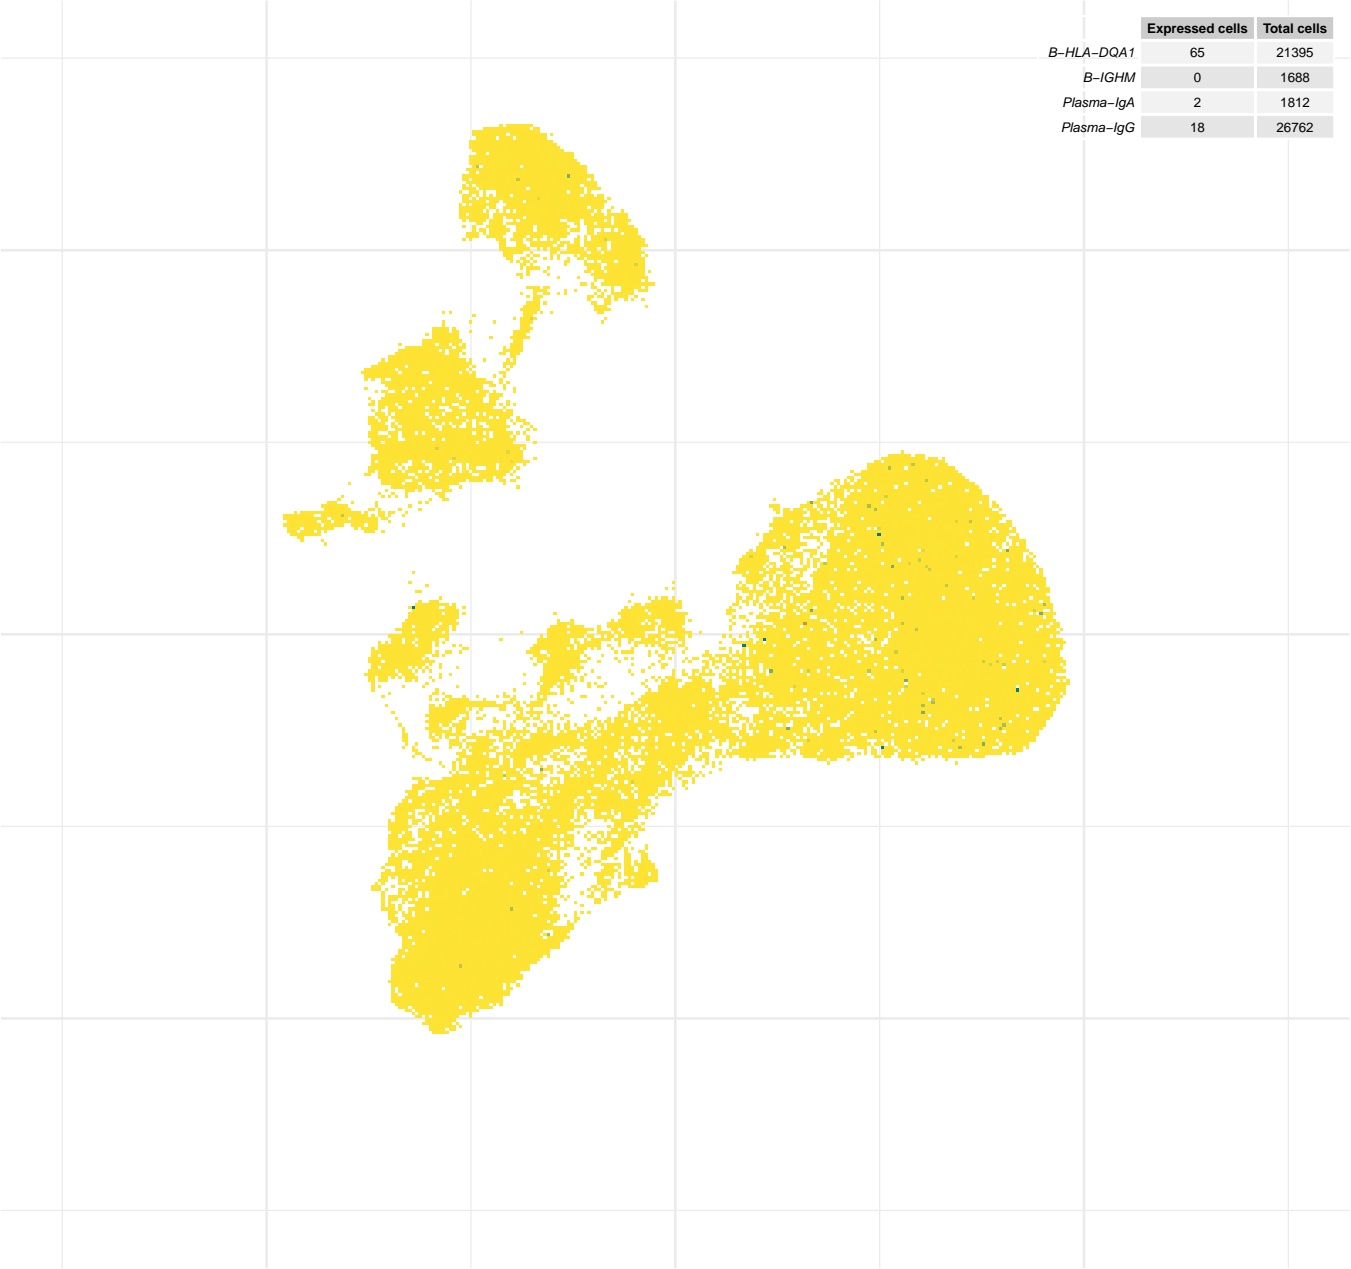 Expressed cells Total cells
B−HLA−DQA1 65 21395
B−IGHM 0 1688
Plasma−IgA 2 1812
Plasma−IgG 18 26762